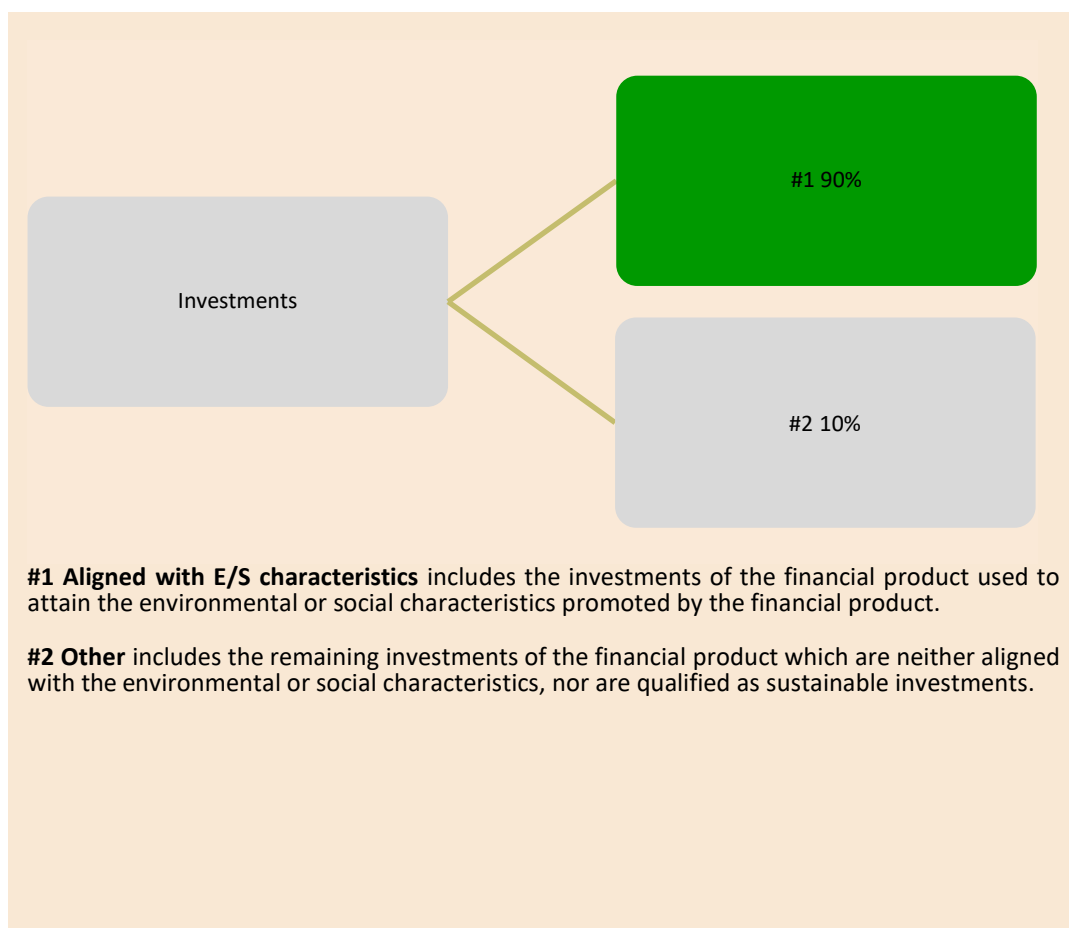 #1 90%
Investments
#2 10%
#1 Aligned with E/S characteristics includes the investments of the financial product used to
attain the environmental or social characteristics promoted by the financial product.
#2 Other includes the remaining investments of the financial product which are neither aligned
with the environmental or social characteristics, nor are qualified as sustainable investments.